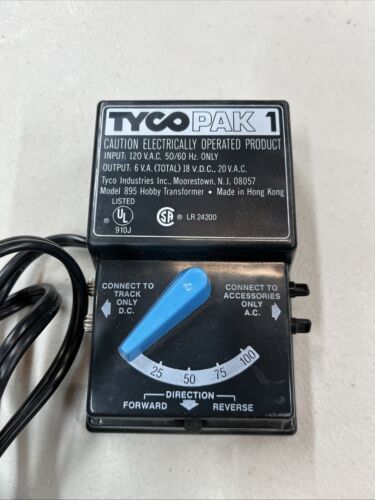 TYCO PAK 1
CAUTION ELECTRICALLY OPERATED PRODUCT
INPUT: 120 V.A.C. 50/60 Hz. ONLY
OUTPUT: 6 V.A. (TOTAL) 18 V.D.C., 20 V.A.C.
Tyco Industries Inc., Moorestown, N.J. 08057
Model 895 Hobby Transformer • Made in Hong Kong
LISTED
® UL
910J
® SA LR 24200
CONNECT TO
TRACK
ONLY
D.C.
CONNECT TO
ACCESSORIES
ONLY
A.C.
25 50 75 100
DIRECTION
FORWARD REVERSE